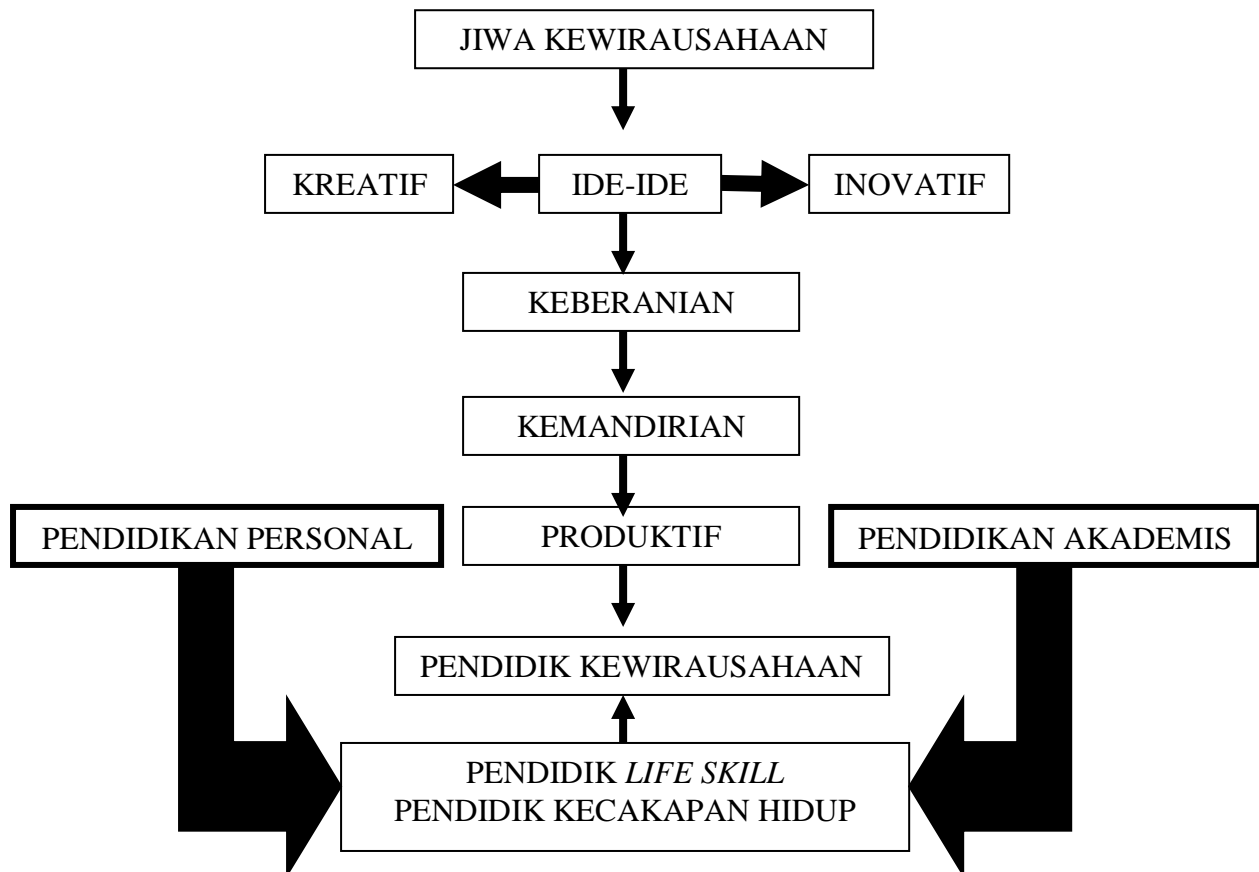 JIWA KEWIRAUSAHAAN
KREATIF
IDE-IDE
INOVATIF
KEBERANIAN
KEMANDIRIAN
PENDIDIKAN PERSONAL
PRODUKTIF
PENDIDIKAN AKADEMIS
PENDIDIK KEWIRAUSAHAAN
PENDIDIK LIFE SKILL
PENDIDIK KECAKAPAN HIDUP